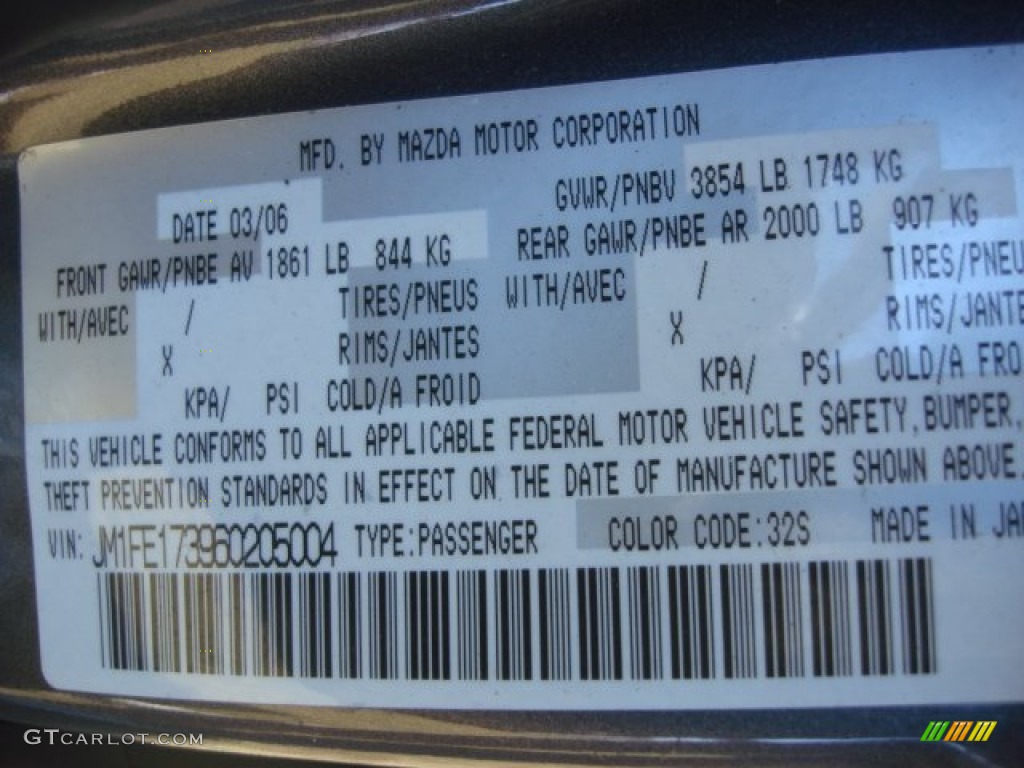 MFD. BY MAZDA MOTOR CORPORATION
DATE 03/06 GVWR/PNBV 3854 LB 1748 KG
FRONT GAWR/PNBE AV 1861 LB 844 KG REAR GAWR/PNBE AR 2000 LB 907 KG
WITH/AVEC / TIRES/PNEUS WITH/AVEC / TIRES/PNEU
X RIMS/JANTES X RIMS/JANTE
KPA/ PSI COLD/A FROID KPA/ PSI COLD/A FRO
THIS VEHICLE CONFORMS TO ALL APPLICABLE FEDERAL MOTOR VEHICLE SAFETY, BUMPER,
THEFT PREVENTION STANDARDS IN EFFECT ON THE DATE OF MANUFACTURE SHOWN ABOVE.
VIN: JM1FE173960205004 TYPE:PASSENGER COLOR CODE:32S MADE IN JA
GTCARLOT.COM